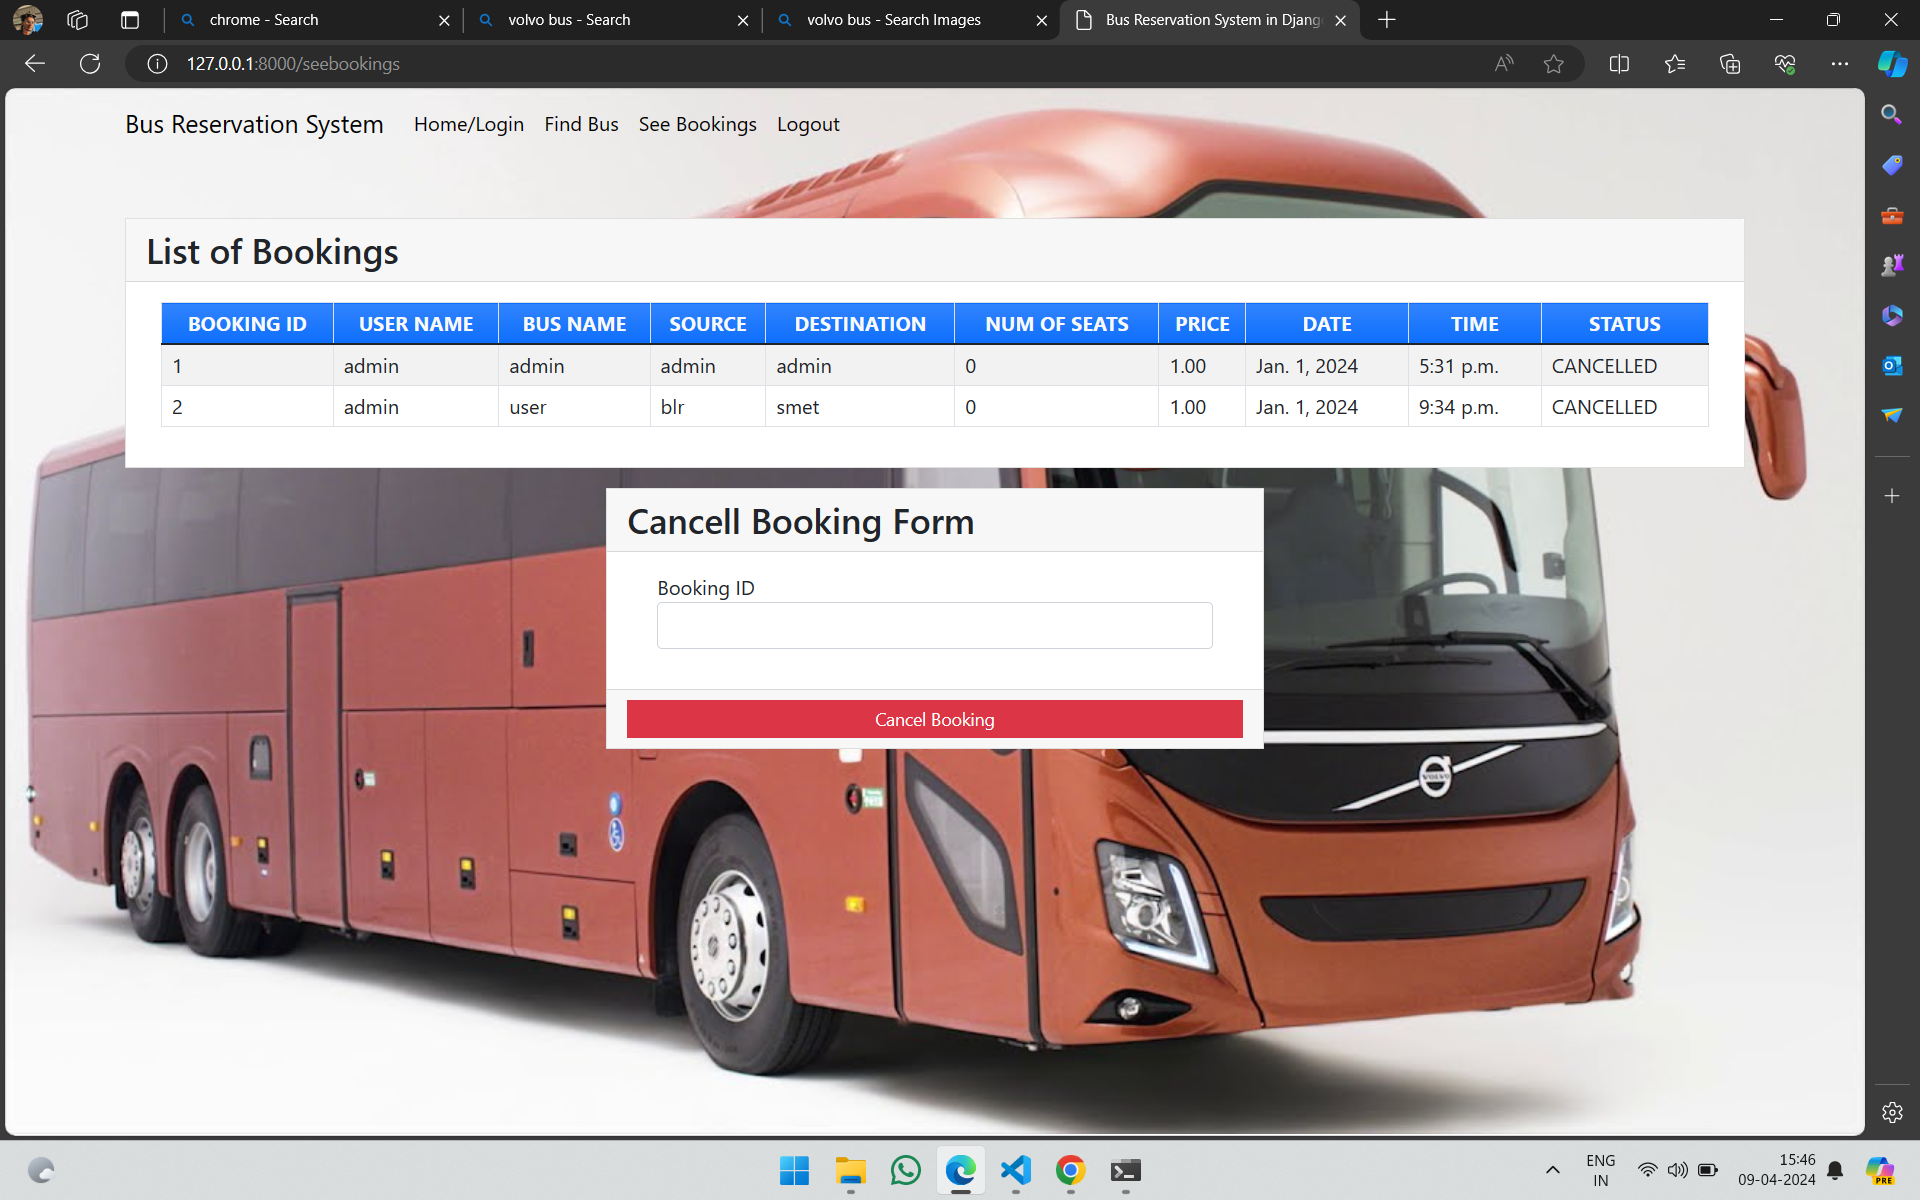 chrome - Search
volvo bus - Search
volvo bus - Search Images
Bus Reservation System in Djang
127.0.0.1:8000/seebookings
Bus Reservation System Home/Login Find Bus See Bookings Logout
List of Bookings
BOOKING ID USER NAME BUS NAME SOURCE DESTINATION NUM OF SEATS PRICE DATE TIME STATUS
1 admin admin admin admin 0 1.00 Jan. 1, 2024 5:31 p.m. CANCELLED
2 admin user blr smet 0 1.00 Jan. 1, 2024 9:34 p.m. CANCELLED
Cancell Booking Form
Booking ID
Cancel Booking
VOLVO
ENG
IN
15:46
09-04-2024
PRE